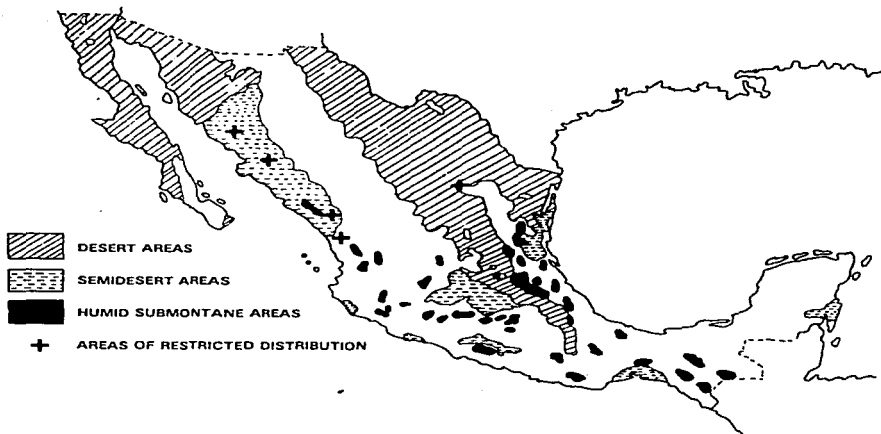 DESERT AREAS
SEMIDESERT AREAS
HUMID SUBMONTANE AREAS
AREAS OF RESTRICTED DISTRIBUTION